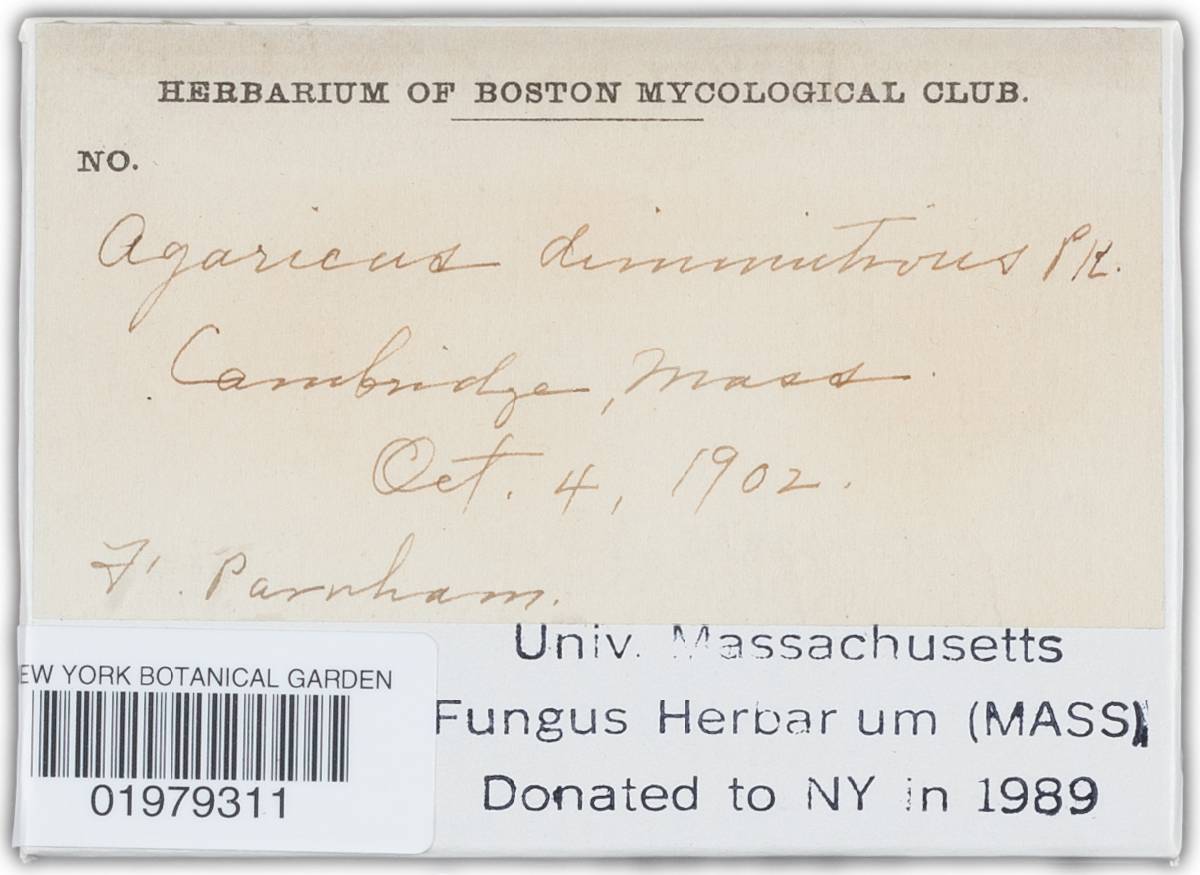 HERBARIUM OF BOSTON MYCOLOGICAL CLUB.
NO.
Agaricus diminutivus Pk.
Cambridge, Mass.
Oct. 4, 1902.
F. Parnham.
Univ. Massachusetts
Fungus Herbarium (MASS)
Donated to NY in 1989
EW YORK BOTANICAL GARDEN
01979311